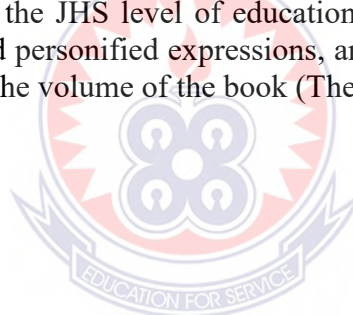 the JHS level of education
d personified expressions, an
he volume of the book (The
EDUCATION FOR SERVICE